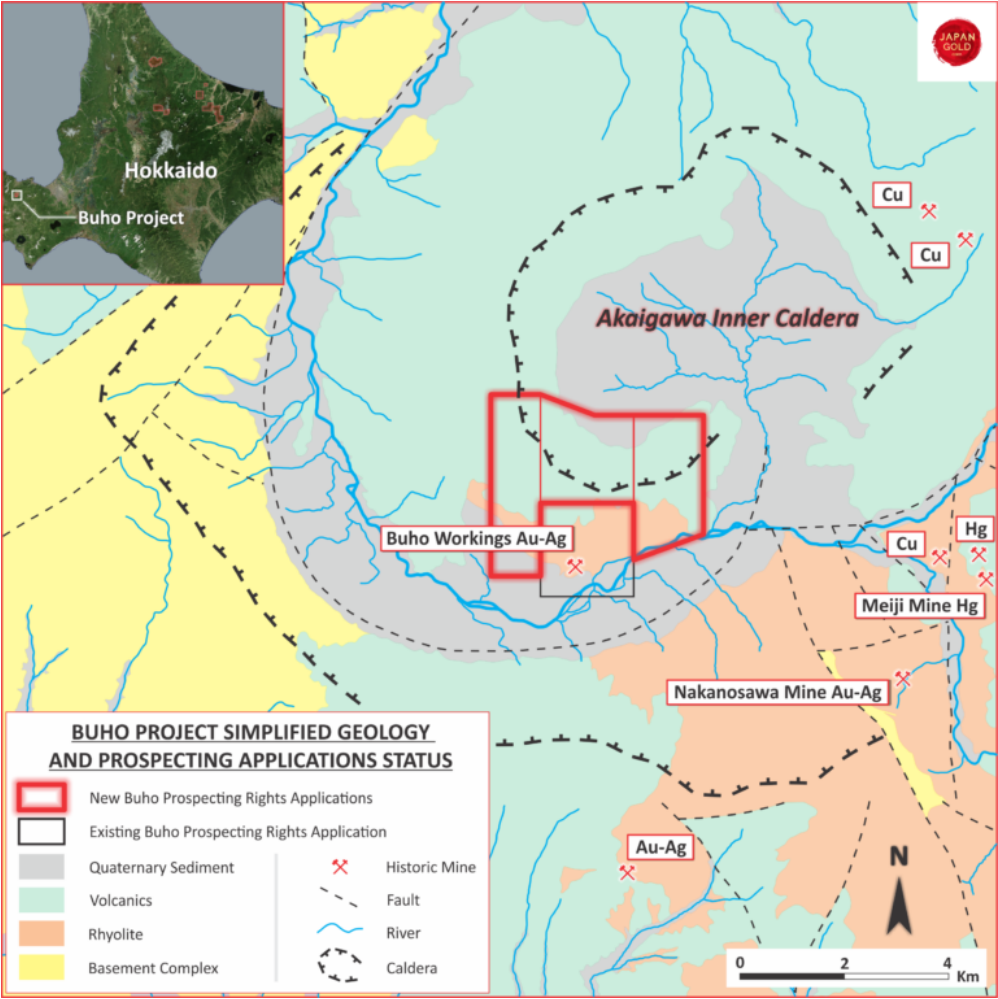 JAPAN
GOLD
Hokkaido
Buho Project
Cu
Cu
Akaigawa Inner Caldera
Buho Workings Au-Ag
Cu
Hg
Meiji Mine Hg
Nakanosawa Mine Au-Ag
Au-Ag
BUHO PROJECT SIMPLIFIED GEOLOGY
AND PROSPECTING APPLICATIONS STATUS
New Buho Prospecting Rights Applications
Existing Buho Prospecting Rights Application
Quaternary Sediment
Volcanics
Rhyolite
Basement Complex
Historic Mine
Fault
River
Caldera
N
0 2 4
Km